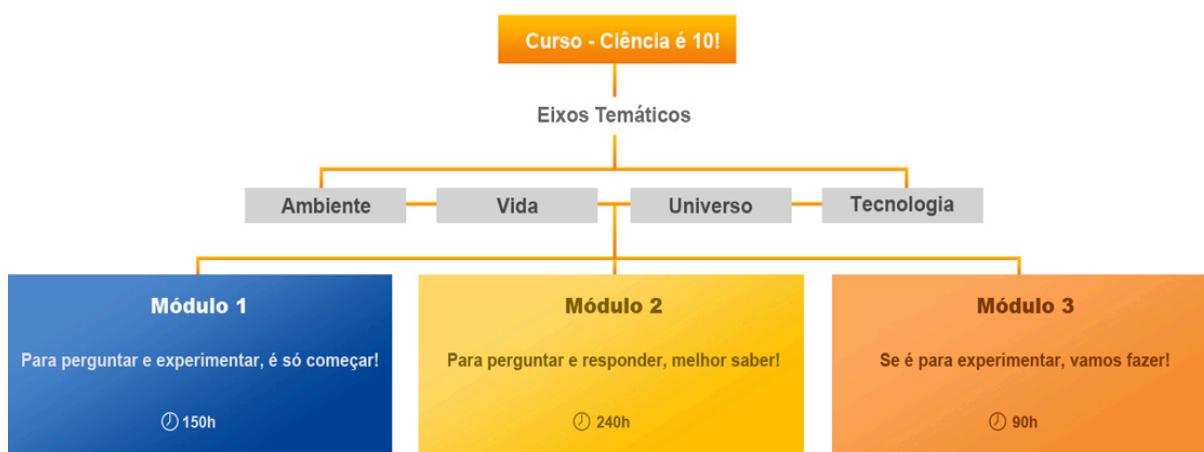 Curso - Ciência é 10!
Eixos Temáticos
Ambiente
Vida
Universo
Tecnologia
Módulo 1
Para perguntar e experimentar, é só começar!
150h
Módulo 2
Para perguntar e responder, melhor saber!
240h
Módulo 3
Se é para experimentar, vamos fazer!
90h